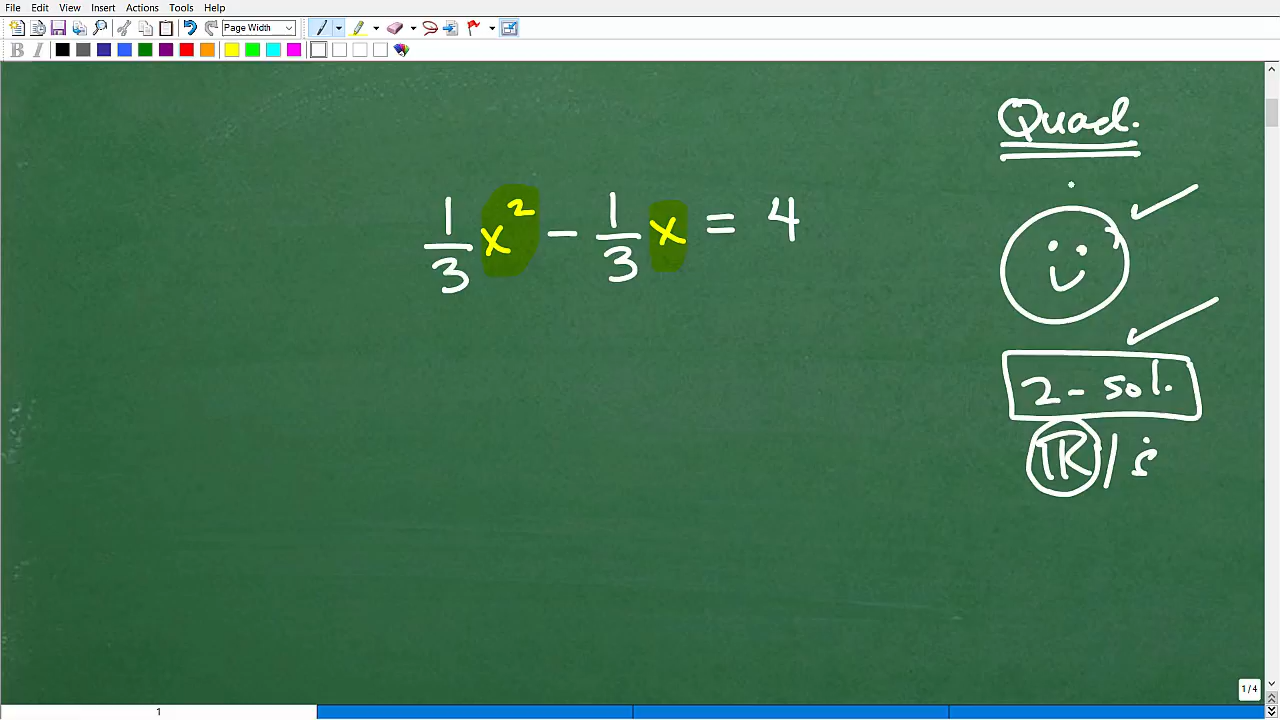 File Edit View Insert Actions Tools Help
Page Width
B I
Quad.
1/3 x² - 1/3 x = 4
2 - sol.
ℝ / i
1/4
1